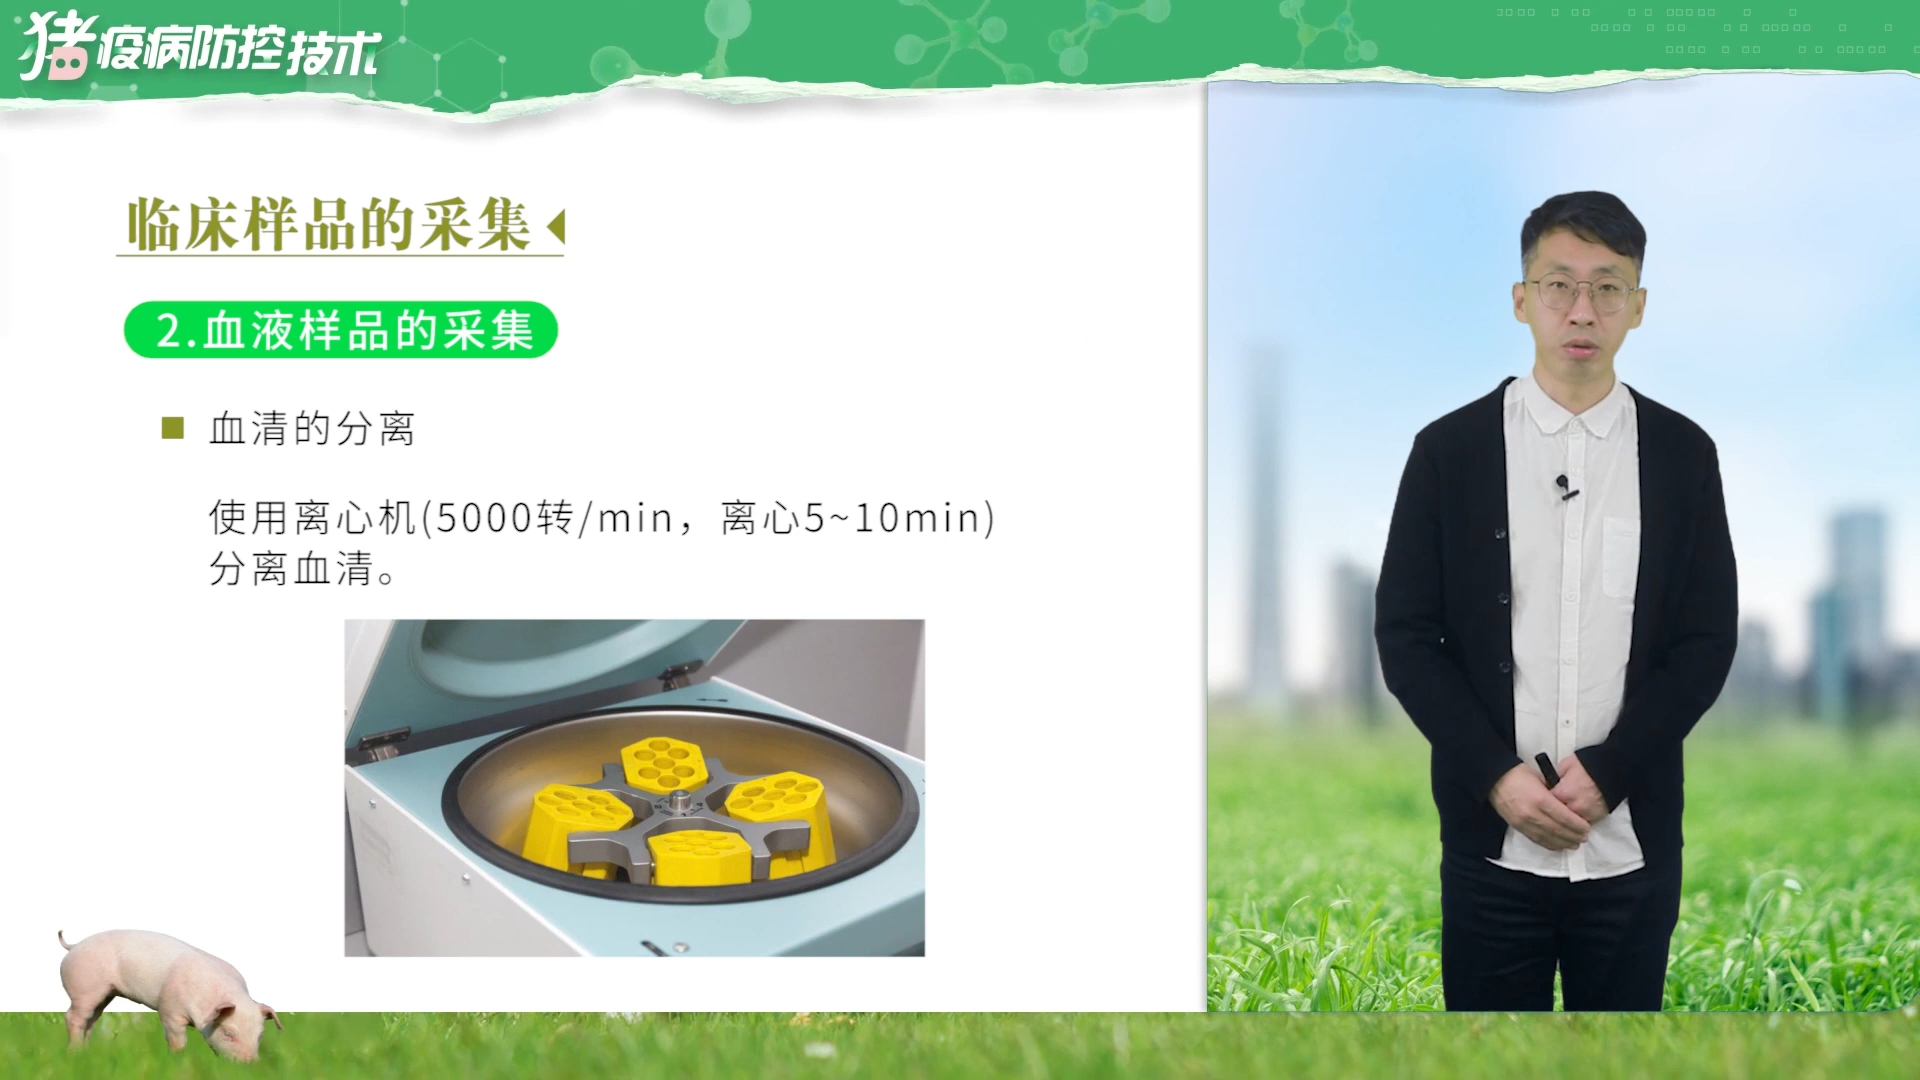 猪疫病防控技术
临床样品的采集
2.血液样品的采集
血清的分离
使用离心机(5000转/min，离心5~10min)
分离血清。